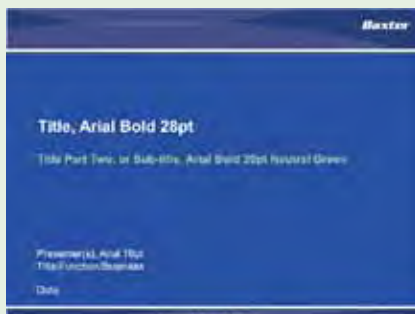 Baxter
Title, Arial Bold 28pt
Title Part Two, or Sub-title, Arial Bold 20pt Neutral Green
Presenter(s), Arial 16pt
Title/Function/Business
Date